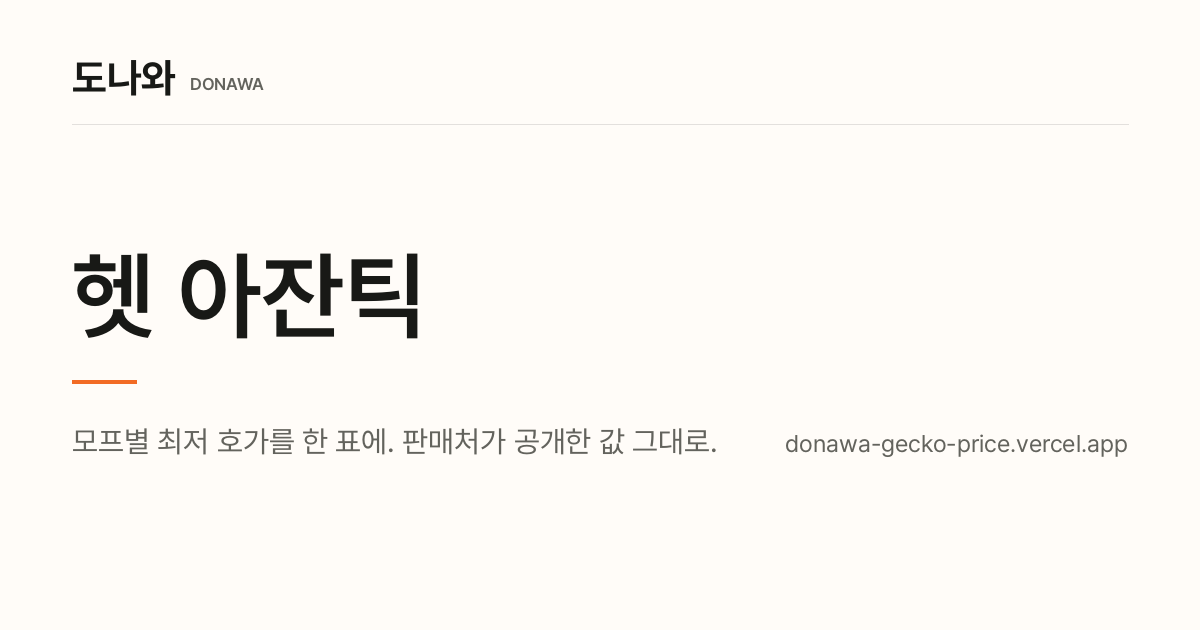 도나와 DONAWA
헷 아잔틱
모프별 최저 호가를 한 표에. 판매처가 공개한 값 그대로. donawa-gecko-price.vercel.app